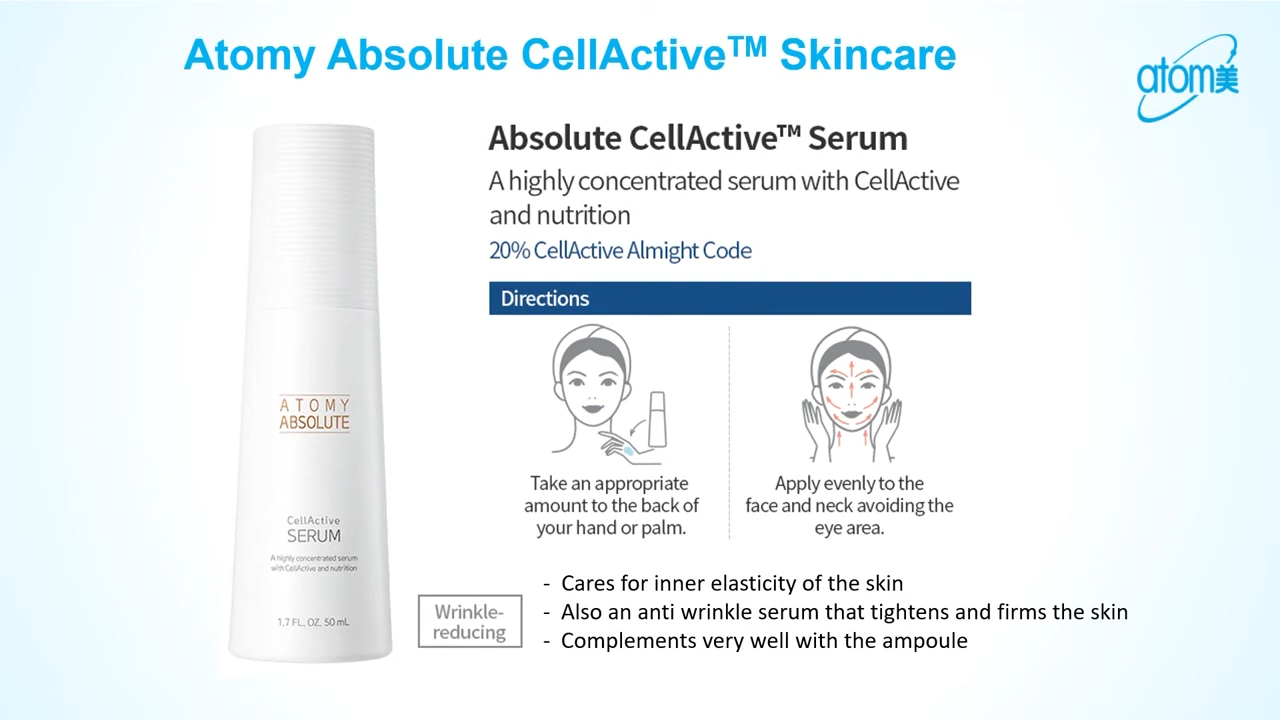 Atomy Absolute CellActive™ Skincare
atom美
Absolute CellActive™ Serum
A highly concentrated serum with CellActive
and nutrition
20% CellActive Almight Code
Directions
Take an appropriate
amount to the back of
your hand or palm.
Apply evenly to the
face and neck avoiding the
eye area.
ATOMY
ABSOLUTE
CellActive
SERUM
A highly concentrated serum
with CellActive and nutrition
1.7 FL. OZ. 50 mL
Wrinkle-
reducing
- Cares for inner elasticity of the skin
- Also an anti wrinkle serum that tightens and firms the skin
- Complements very well with the ampoule